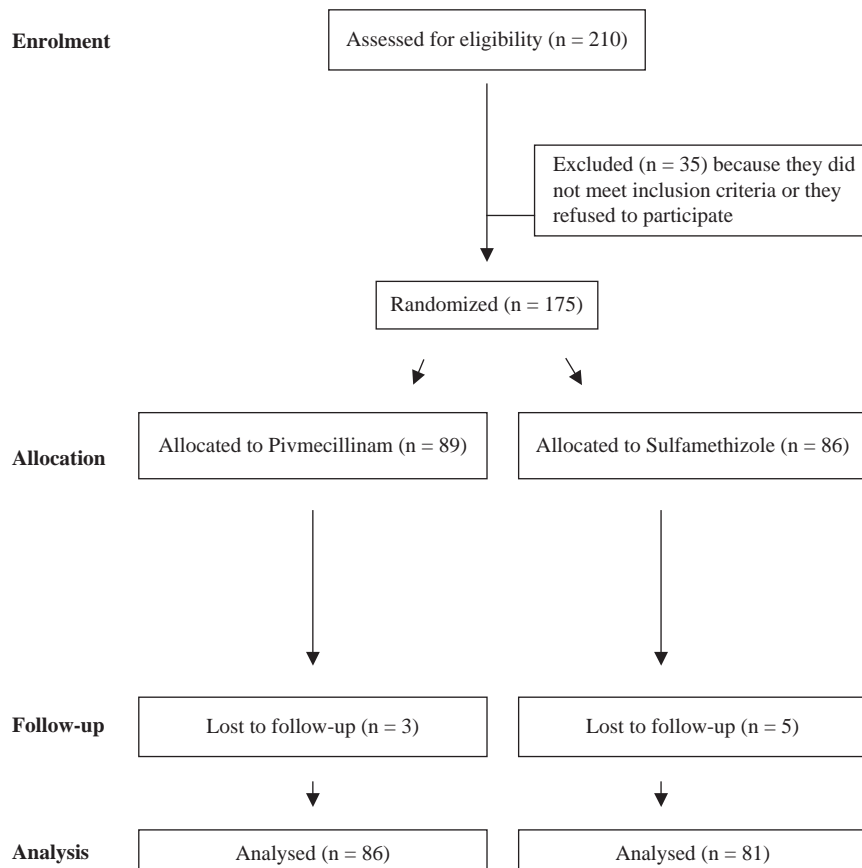 Enrolment
Assessed for eligibility (n = 210)
Excluded (n = 35) because they did
not meet inclusion criteria or they
refused to participate
Randomized (n = 175)
Allocation
Allocated to Pivmecillinam (n = 89)
Allocated to Sulfamethizole (n = 86)
Follow-up
Lost to follow-up (n = 3)
Lost to follow-up (n = 5)
Analysis
Analysed (n = 86)
Analysed (n = 81)